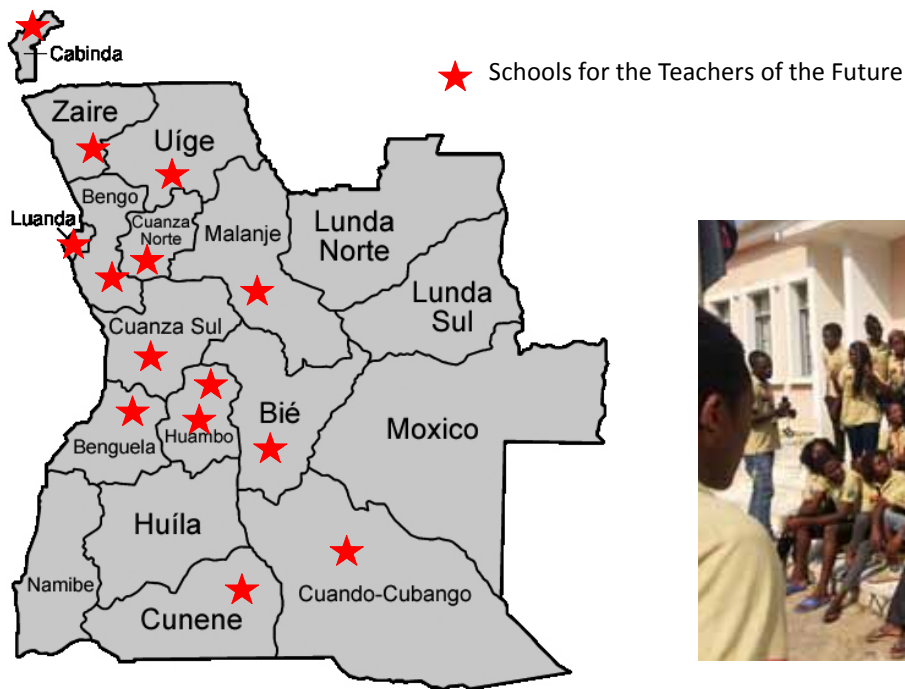 Cabinda
Schools for the Teachers of the Future
Zaire
Uíge
Bengo
Luanda
Cuanza
Norte
Malanje
Lunda
Norte
Lunda
Sul
Cuanza Sul
Bié
Huambo
Benguela
Moxico
Huíla
Namibe
Cunene
Cuando-Cubango